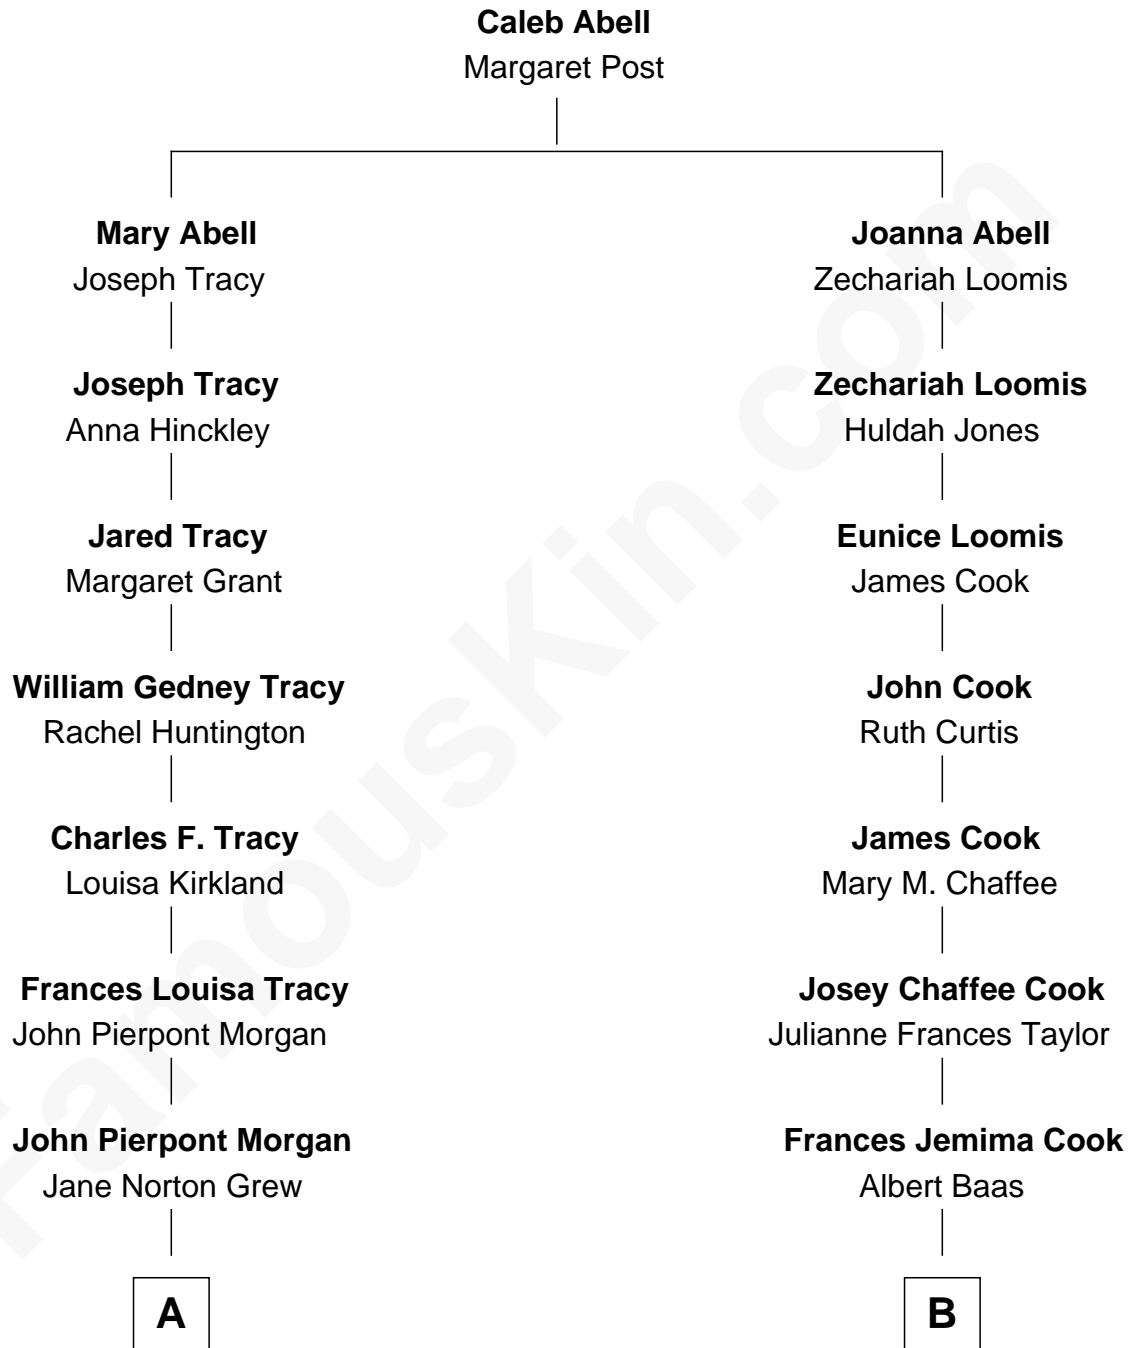 Caleb Abell
Margaret Post
Mary Abell
Joseph Tracy
Joanna Abell
Zechariah Loomis
Joseph Tracy
Anna Hinckley
Zechariah Loomis
Huldah Jones
Jared Tracy
Margaret Grant
Eunice Loomis
James Cook
William Gedney Tracy
Rachel Huntington
John Cook
Ruth Curtis
Charles F. Tracy
Louisa Kirkland
James Cook
Mary M. Chaffee
Frances Louisa Tracy
John Pierpont Morgan
Josey Chaffee Cook
Julianne Frances Taylor
John Pierpont Morgan
Jane Norton Grew
Frances Jemima Cook
Albert Baas
A
B
FamousKin.com